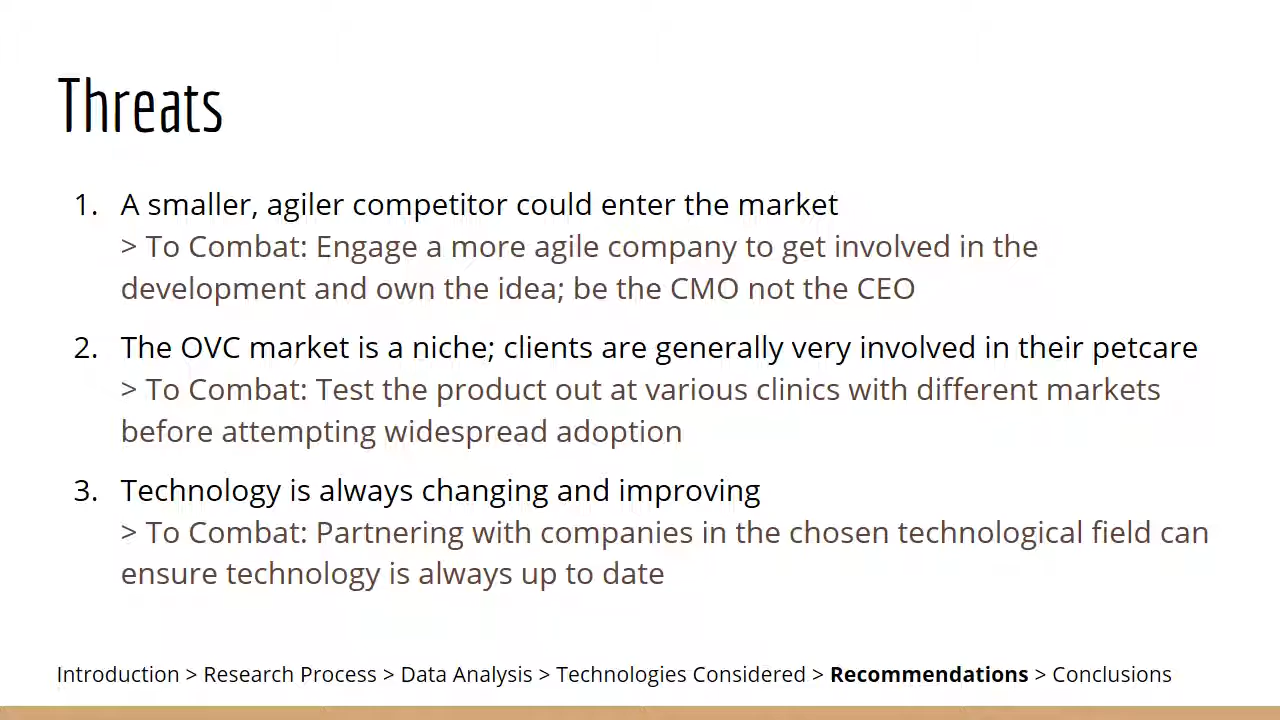 Threats
1. A smaller, agiler competitor could enter the market
> To Combat: Engage a more agile company to get involved in the
development and own the idea; be the CMO not the CEO
2. The OVC market is a niche; clients are generally very involved in their petcare
> To Combat: Test the product out at various clinics with different markets
before attempting widespread adoption
3. Technology is always changing and improving
> To Combat: Partnering with companies in the chosen technological field can
ensure technology is always up to date
Introduction > Research Process > Data Analysis > Technologies Considered > Recommendations > Conclusions